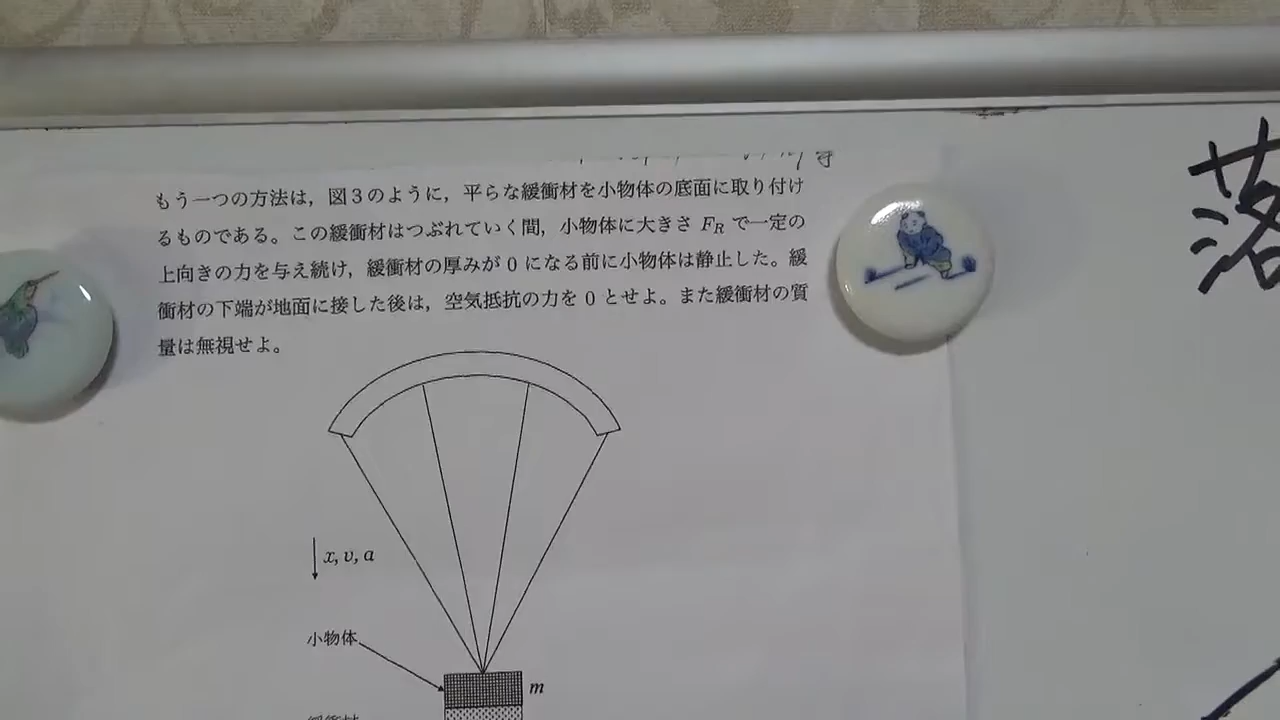 もう一つの方法は，図３のように，平らな緩衝材を小物体の底面に取り付け
るものである。この緩衝材はつぶれていく間，小物体に大きさ F_R で一定の
上向きの力を与え続け，緩衝材の厚みが 0 になる前に小物体は静止した。緩
衝材の下端が地面に接した後は，空気抵抗の力を 0 とせよ。また緩衝材の質
量は無視せよ。
落
x, v, a
小物体
m